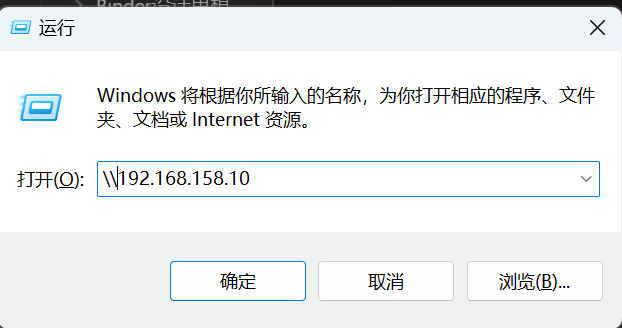 运行
Windows 将根据你所输入的名称，为你打开相应的程序、文件
夹、文档或 Internet 资源。
打开(O):
\\192.168.158.10
确定
取消
浏览(B)...